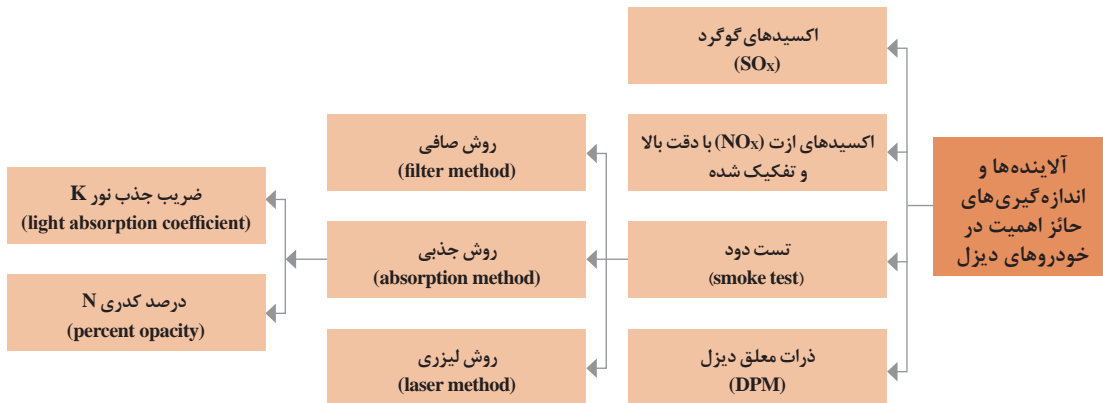 آلاینده‌ها و
اندازه‌گیری‌های
حائز اهمیت در
خودروهای دیزل
اکسیدهای گوگرد
(SOx)
اکسیدهای ازت (NOx) با دقت بالا
و تفکیک شده
تست دود
(smoke test)
ذرات معلق دیزل
(DPM)
روش صافی
(filter method)
روش جذبی
(absorption method)
روش لیزری
(laser method)
ضریب جذب نور K
(light absorption coefficient)
درصد کدری N
(percent opacity)